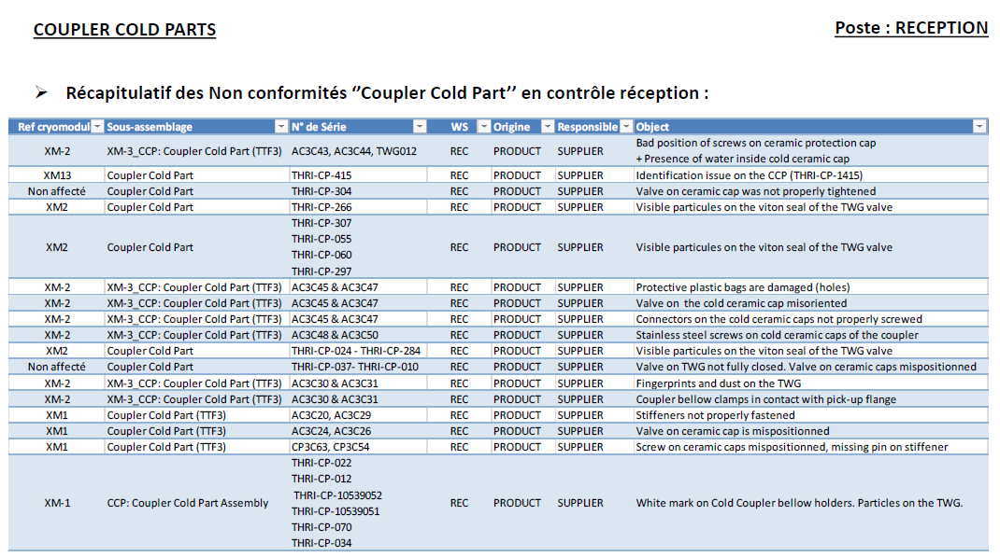 COUPLER COLD PARTS
Poste : RECEPTION
➢ Récapitulatif des Non conformités ‘’Coupler Cold Part’’ en contrôle réception :
Ref cryomodul Sous-assemblage N° de Série WS Origine Responsible Object
XM-2 XM-3_CCP: Coupler Cold Part (TTF3) AC3C43, AC3C44, TWG012 REC PRODUCT SUPPLIER Bad position of screws on ceramic protection cap
+ Presence of water inside cold ceramic cap
XM13 Coupler Cold Part THRI-CP-415 REC PRODUCT SUPPLIER Identification issue on the CCP (THRI-CP-1415)
Non affecté Coupler Cold Part THRI-CP-304 REC PRODUCT SUPPLIER Valve on ceramic cap was not properly tightened
XM2 Coupler Cold Part THRI-CP-266 REC PRODUCT SUPPLIER Visible particules on the viton seal of the TWG valve
THRI-CP-307
THRI-CP-055
XM2 Coupler Cold Part REC PRODUCT SUPPLIER Visible particules on the viton seal of the TWG valve
THRI-CP-060
THRI-CP-297
XM-2 XM-3_CCP: Coupler Cold Part (TTF3) AC3C45 & AC3C47 REC PRODUCT SUPPLIER Protective plastic bags are damaged (holes)
XM-2 XM-3_CCP: Coupler Cold Part (TTF3) AC3C45 & AC3C47 REC PRODUCT SUPPLIER Valve on the cold ceramic cap misoriented
XM-2 XM-3_CCP: Coupler Cold Part (TTF3) AC3C45 & AC3C47 REC PRODUCT SUPPLIER Connectors on the cold ceramic caps not properly screwed
XM-2 XM-3_CCP: Coupler Cold Part (TTF3) AC3C48 & AC3C50 REC PRODUCT SUPPLIER Stainless steel screws on cold ceramic caps of the coupler
XM2 Coupler Cold Part THRI-CP-024 - THRI-CP-284 REC PRODUCT SUPPLIER Visible particules on the viton seal of the TWG valve
Non affecté Coupler Cold Part THRI-CP-037- THRI-CP-010 REC PRODUCT SUPPLIER Valve on TWG not fully closed. Valve on ceramic caps mispositionned
XM-2 XM-3_CCP: Coupler Cold Part (TTF3) AC3C30 & AC3C31 REC PRODUCT SUPPLIER Fingerprints and dust on the TWG
XM-2 XM-3_CCP: Coupler Cold Part (TTF3) AC3C30 & AC3C31 REC PRODUCT SUPPLIER Coupler bellow clamps in contact with pick-up flange
XM1 Coupler Cold Part (TTF3) AC3C20, AC3C29 REC PRODUCT SUPPLIER Stiffeners not properly fastened
XM1 Coupler Cold Part (TTF3) AC3C24, AC3C26 REC PRODUCT SUPPLIER Valve on ceramic cap is mispositionned
XM1 Coupler Cold Part (TTF3) CP3C63, CP3C54 REC PRODUCT SUPPLIER Screw on ceramic caps mispositionned, missing pin on stiffener
THRI-CP-022
THRI-CP-012
THRI-CP-10539052
XM-1 CCP: Coupler Cold Part Assembly REC PRODUCT SUPPLIER White mark on Cold Coupler bellow holders. Particles on the TWG.
THRI-CP-10539051
THRI-CP-070
THRI-CP-034